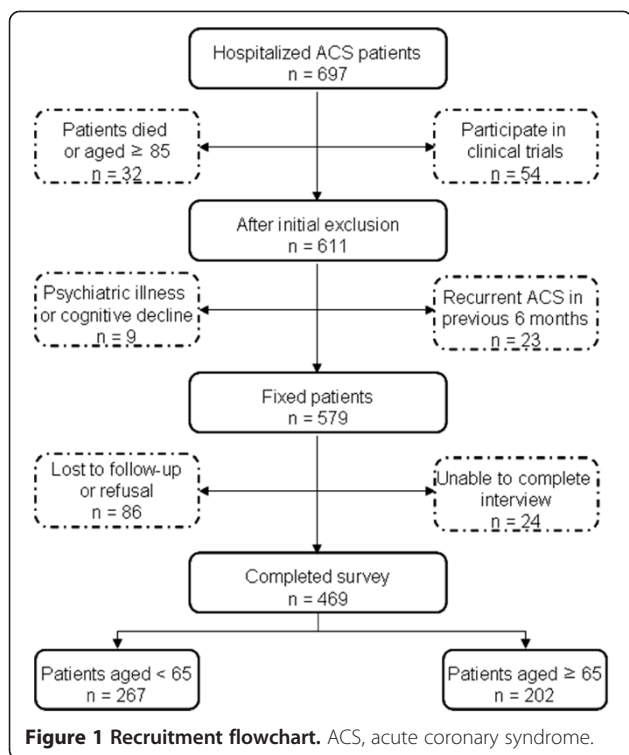 Hospitalized ACS patients
n = 697
Patients died
or aged ≥ 85
n = 32
Participate in
clinical trials
n = 54
After initial exclusion
n = 611
Psychiatric illness
or cognitive decline
n = 9
Recurrent ACS in
previous 6 months
n = 23
Fixed patients
n = 579
Lost to follow-up
or refusal
n = 86
Unable to complete
interview
n = 24
Completed survey
n = 469
Patients aged < 65
n = 267
Patients aged ≥ 65
n = 202
Figure 1 Recruitment flowchart. ACS, acute coronary syndrome.